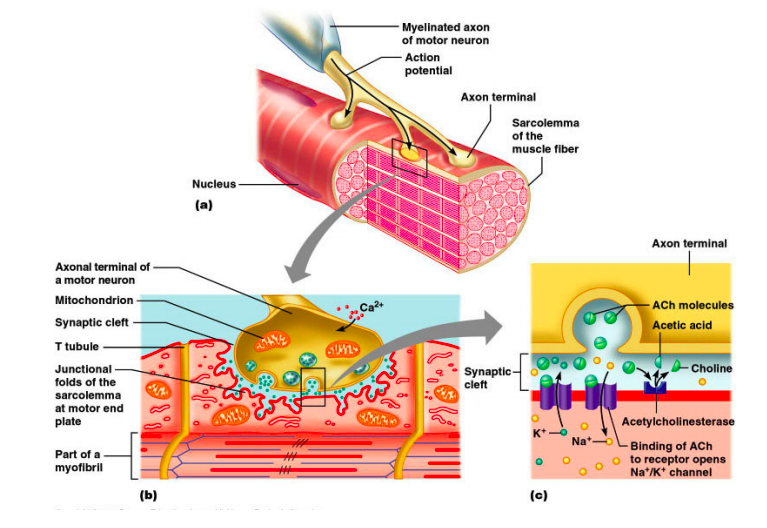 Myelinated axon
of motor neuron
Action
potential
Axon terminal
Sarcolemma
of the
muscle fiber
Nucleus
(a)
Axonal terminal of
a motor neuron
Mitochondrion
Synaptic cleft
T tubule
Junctional
folds of the
sarcolemma
at motor end
plate
Part of a
myofibril
Ca2+
(b)
Axon terminal
ACh molecules
Acetic acid
Choline
Synaptic
cleft
Acetylcholinesterase
K+
Na+
Binding of ACh
to receptor opens
Na+/K+ channel
(c)